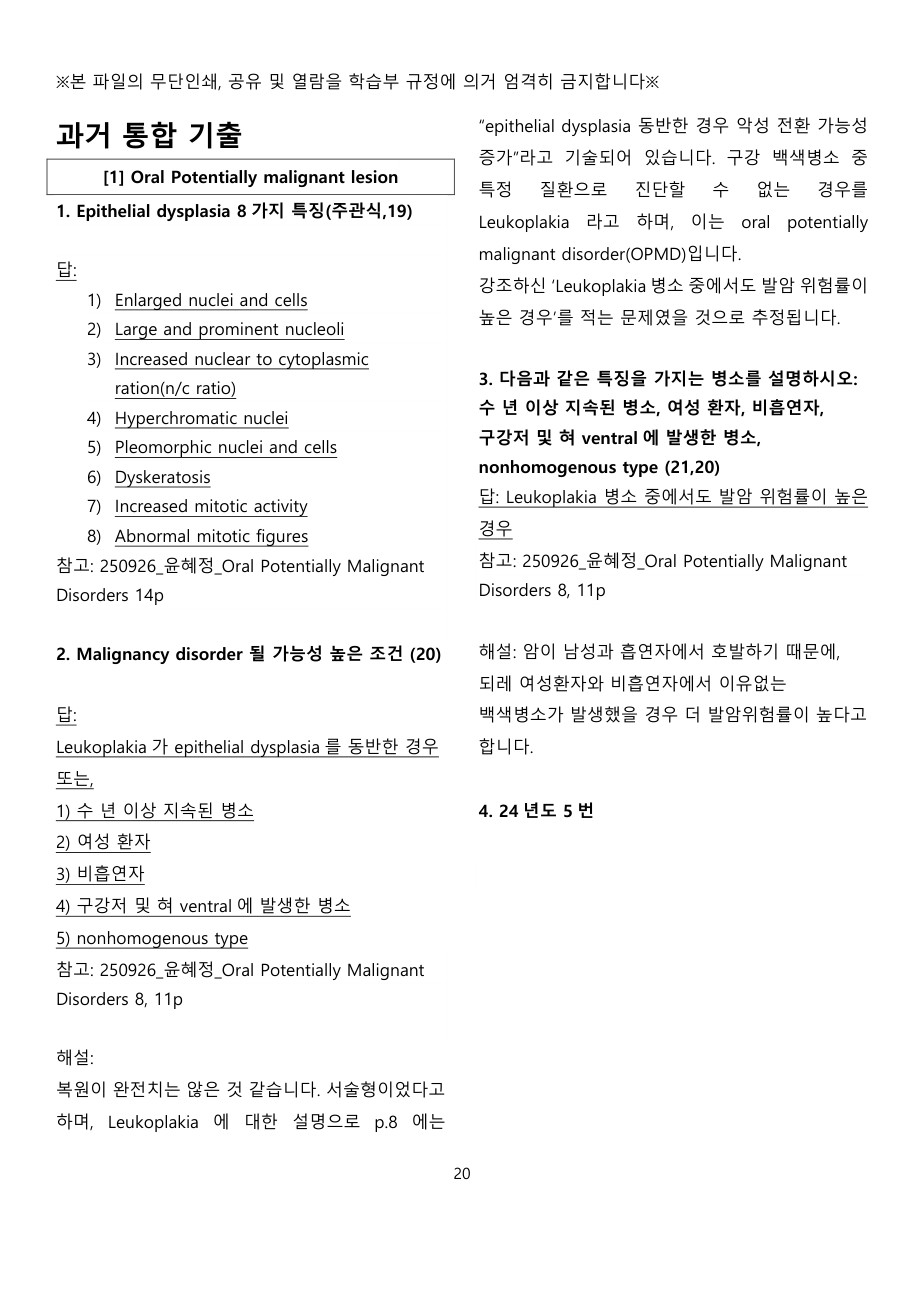 ※본 파일의 무단인쇄, 공유 및 열람을 학습부 규정에 의거 엄격히 금지합니다※
과거 통합 기출
[1] Oral Potentially malignant lesion
1. Epithelial dysplasia 8 가지 특징(주관식,19)
답:
1) Enlarged nuclei and cells
2) Large and prominent nucleoli
3) Increased nuclear to cytoplasmic
ration(n/c ratio)
4) Hyperchromatic nuclei
5) Pleomorphic nuclei and cells
6) Dyskeratosis
7) Increased mitotic activity
8) Abnormal mitotic figures
참고: 250926_윤혜정_Oral Potentially Malignant
Disorders 14p
2. Malignancy disorder 될 가능성 높은 조건 (20)
답:
Leukoplakia 가 epithelial dysplasia 를 동반한 경우
또는,
1) 수 년 이상 지속된 병소
2) 여성 환자
3) 비흡연자
4) 구강저 및 혀 ventral 에 발생한 병소
5) nonhomogenous type
참고: 250926_윤혜정_Oral Potentially Malignant
Disorders 8, 11p
해설:
복원이 완전치는 않은 것 같습니다. 서술형이었다고
하며, Leukoplakia 에 대한 설명으로 p.8 에는
“epithelial dysplasia 동반한 경우 악성 전환 가능성
증가”라고 기술되어 있습니다. 구강 백색병소 중
특정 질환으로 진단할 수 없는 경우를
Leukoplakia 라고 하며, 이는 oral potentially
malignant disorder(OPMD)입니다.
강조하신 ‘Leukoplakia 병소 중에서도 발암 위험률이
높은 경우‘를 적는 문제였을 것으로 추정됩니다.
3. 다음과 같은 특징을 가지는 병소를 설명하시오:
수 년 이상 지속된 병소, 여성 환자, 비흡연자,
구강저 및 혀 ventral 에 발생한 병소,
nonhomogenous type (21,20)
답: Leukoplakia 병소 중에서도 발암 위험률이 높은
경우
참고: 250926_윤혜정_Oral Potentially Malignant
Disorders 8, 11p
해설: 암이 남성과 흡연자에서 호발하기 때문에,
되레 여성환자와 비흡연자에서 이유없는
백색병소가 발생했을 경우 더 발암위험률이 높다고
합니다.
4. 24 년도 5 번
20